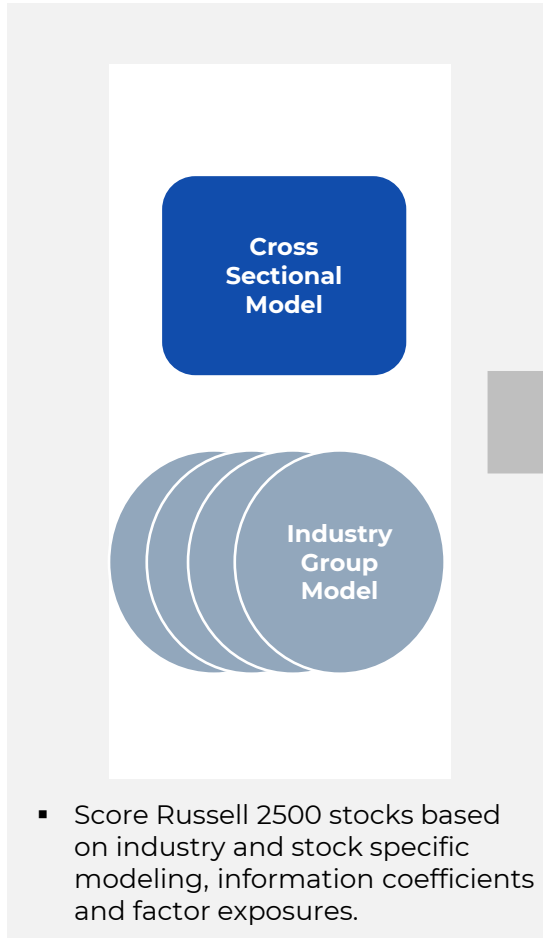 Cross
Sectional
Model
Industry
Group
Model
▪ Score Russell 2500 stocks based
on industry and stock specific
modeling, information coefficients
and factor exposures.